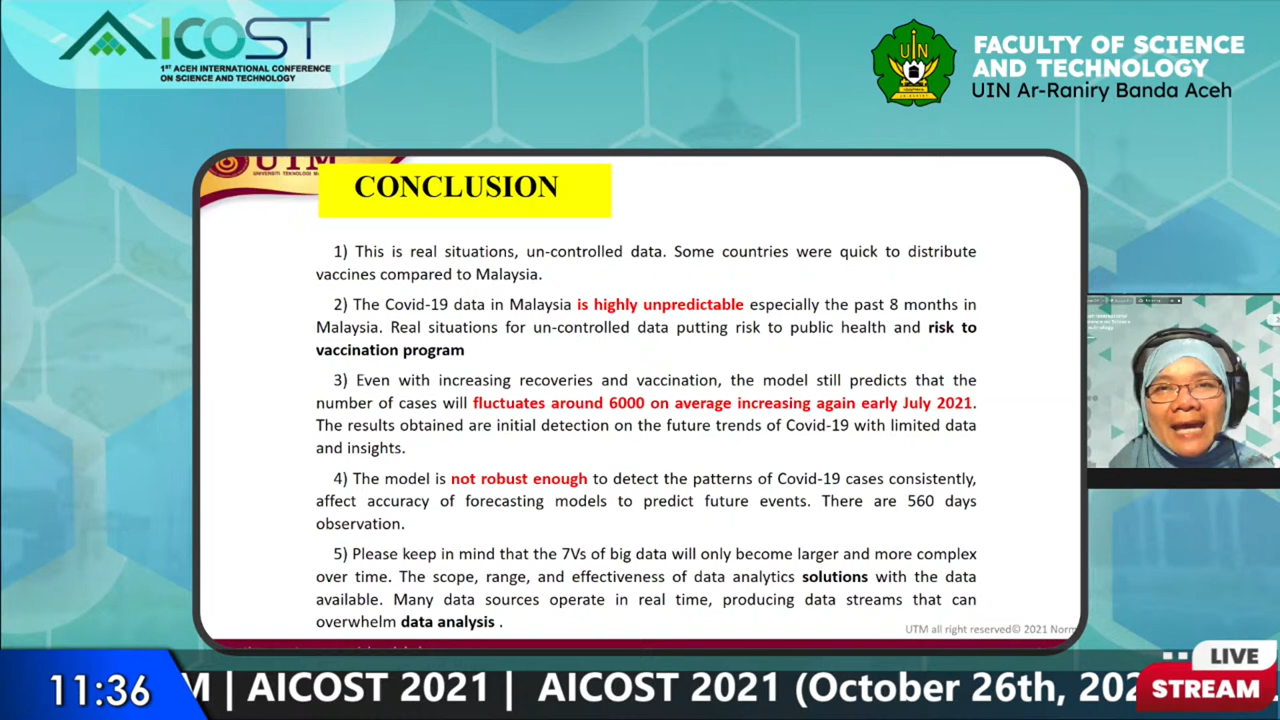 AICOST
1ST ACEH INTERNATIONAL CONFERENCE
ON SCIENCE AND TECHNOLOGY
UIN
FACULTY OF SCIENCE
AND TECHNOLOGY
UIN Ar-Raniry Banda Aceh
UTM
CONCLUSION
1) This is real situations, un-controlled data. Some countries were quick to distribute
vaccines compared to Malaysia.
2) The Covid-19 data in Malaysia is highly unpredictable especially the past 8 months in
Malaysia. Reis situations for un-controlled data putting risk to public health and risk to
vaccination program
3) Even with increasing recoveries and vaccination, the model still predicts that the
number of cases will fluctuates around 6000 on average increasing again early July 2021.
The results obtained are initial detection on the future trends of Covid-19 with limited data
and insights.
4) The model is not robust enough to detect the patterns of Covid-19 cases consistently,
affect accuracy of forecasting models to predict future events. There are 560 days
observation.
5) Please keep in mind that the 7Vs of big data will only become larger and more complex
over time. The scope, range, and effectiveness of data analytics solutions with the data
available. Many data sources operate in real time, producing data streams that can
overwhelm data analysis .
UTM all right reserved© 2021 Norm
11:36
M | AICOST 2021 | AICOST 2021 (October 26th, 202
LIVE
STREAM